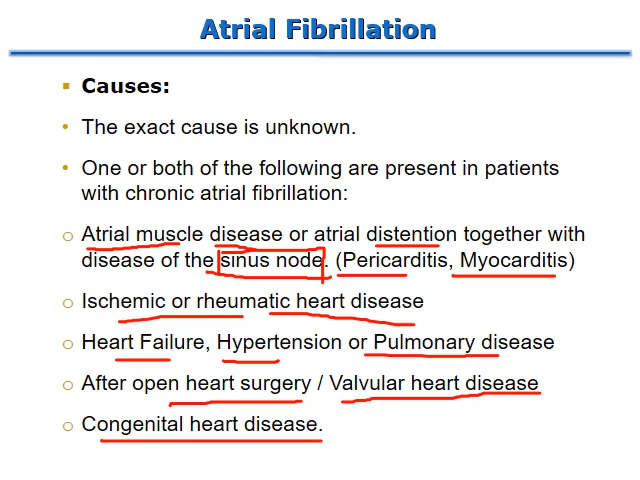 Atrial Fibrillation
Causes:
The exact cause is unknown.
One or both of the following are present in patients
with chronic atrial fibrillation:
Atrial muscle disease or atrial distention together with
disease of the sinus node. (Pericarditis, Myocarditis)
Ischemic or rheumatic heart disease
Heart Failure, Hypertension or Pulmonary disease
After open heart surgery / Valvular heart disease
Congenital heart disease.